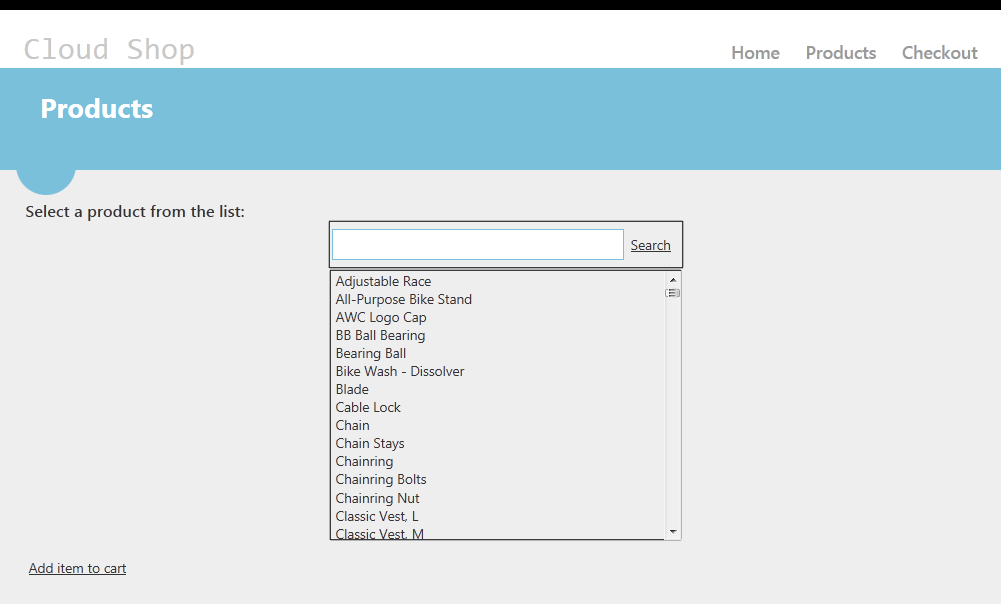 Cloud Shop
Home Products Checkout
Products
Select a product from the list:
Search
Adjustable Race
All-Purpose Bike Stand
AWC Logo Cap
BB Ball Bearing
Bearing Ball
Bike Wash - Dissolver
Blade
Cable Lock
Chain
Chain Stays
Chainring
Chainring Bolts
Chainring Nut
Classic Vest, L
Classic Vest, M
Add item to cart